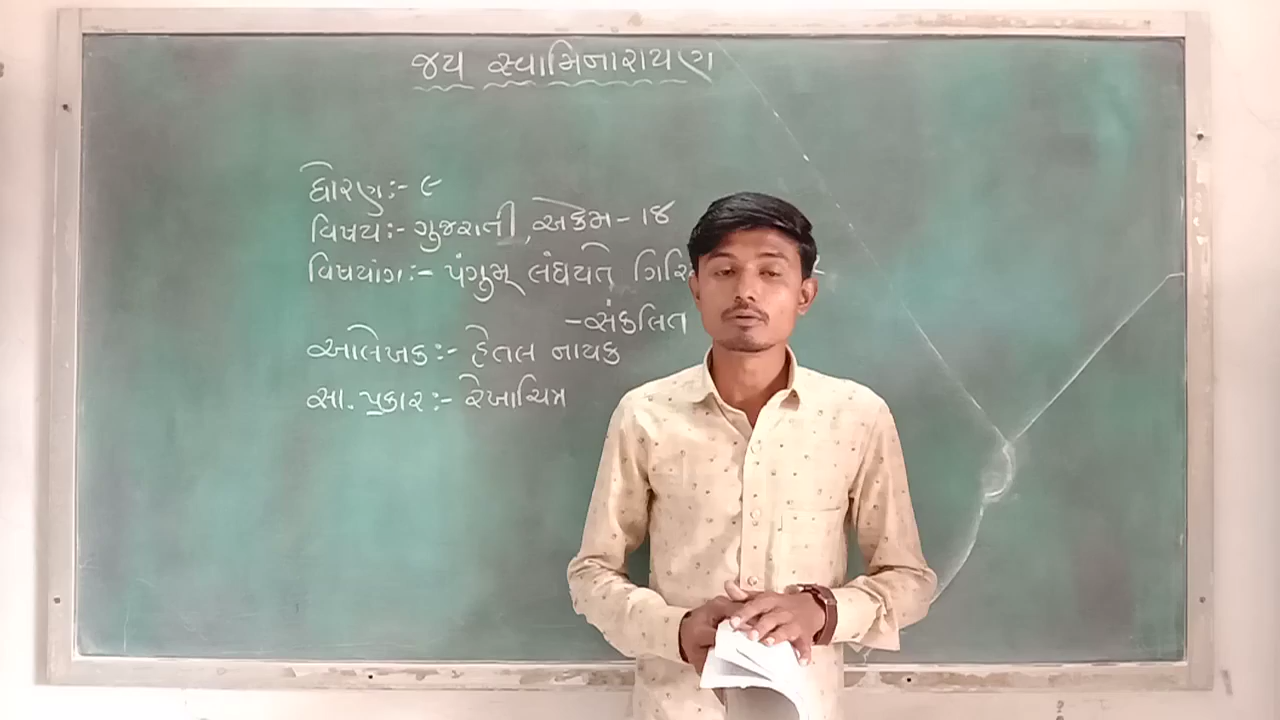 જય સ્વામિનારાયણ
ધોરણઃ- ૯
વિષયઃ- ગુજરાતી, એકમ - ૧૪
વિષયાંગઃ- પંગુમ્ લંઘયતે
-સંકલિત
આલેખકઃ- હેતલ નાયક
સા. પ્રકારઃ- રેખાચિત્ર